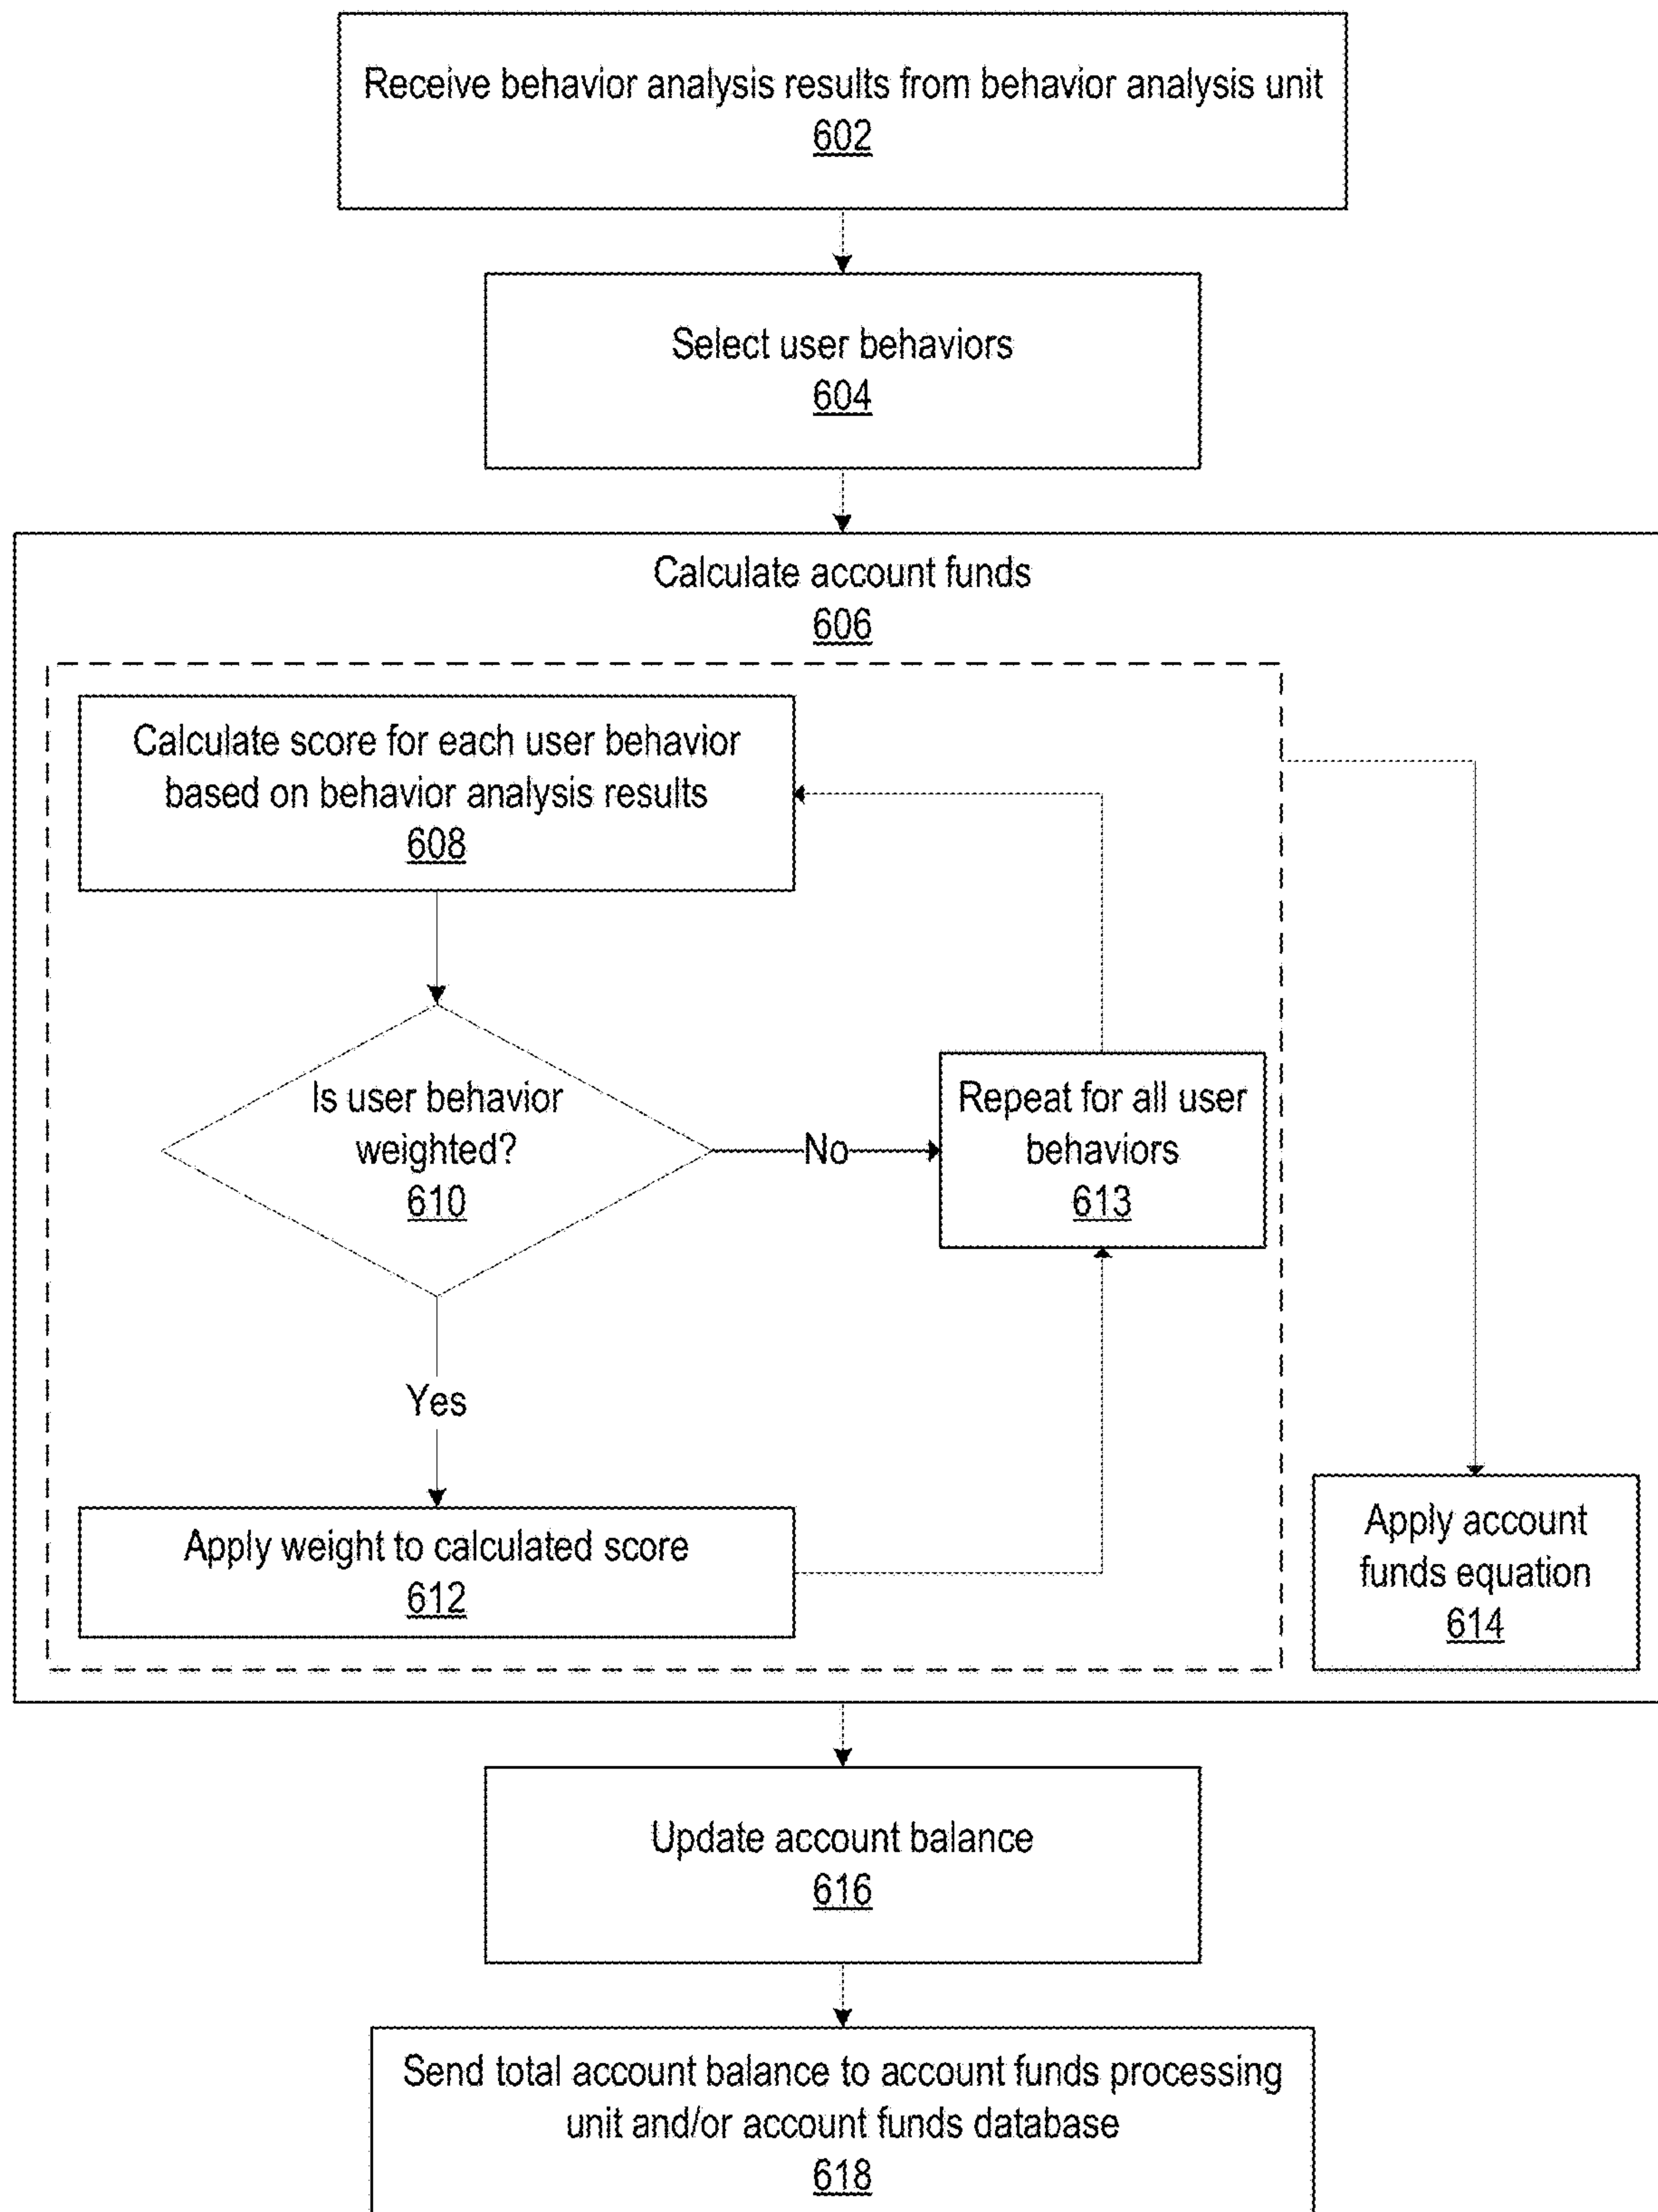 Receive behavior analysis results from behavior analysis unit
602
Select user behaviors
604
Calculate account funds
606
Calculate score for each user behavior
based on behavior analysis results
608
Is user behavior
weighted?
610
No
Repeat for all user
behaviors
613
Yes
Apply weight to calculated score
612
Apply account
funds equation
614
Update account balance
616
Send total account balance to account funds processing
unit and/or account funds database
618